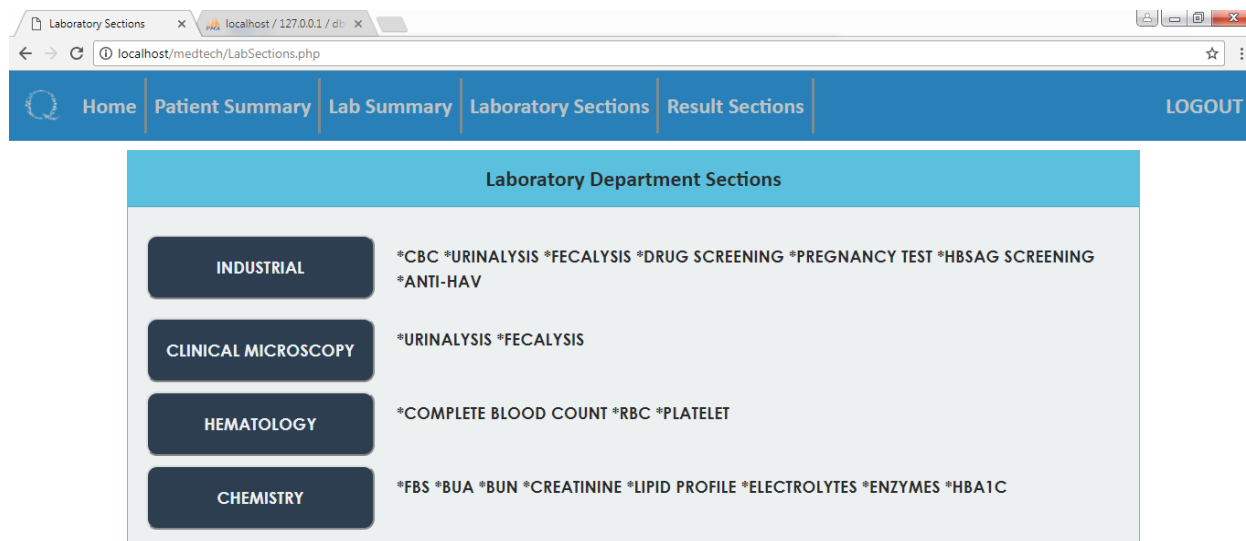 Laboratory Sections
localhost / 127.0.0.1 / db
localhost/medtech/LabSections.php
Home Patient Summary Lab Summary Laboratory Sections Result Sections LOGOUT
Laboratory Department Sections
INDUSTRIAL
*CBC *URINALYSIS *FECALYSIS *DRUG SCREENING *PREGNANCY TEST *HBSAG SCREENING
*ANTI-HAV
CLINICAL MICROSCOPY
*URINALYSIS *FECALYSIS
HEMATOLOGY
*COMPLETE BLOOD COUNT *RBC *PLATELET
CHEMISTRY
*FBS *BUA *BUN *CREATININE *LIPID PROFILE *ELECTROLYTES *ENZYMES *HBA1C